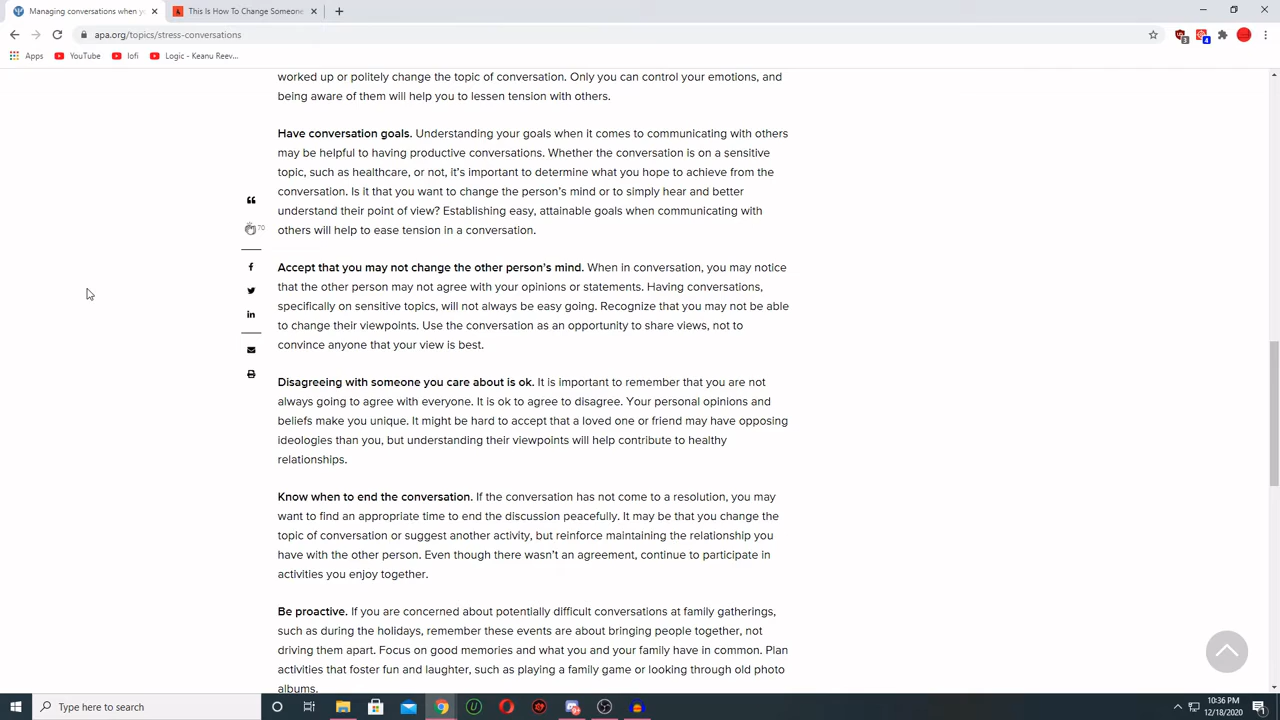 Managing conversations when yo
This Is How To Change Someone
apa.org/topics/stress-conversations
3
4
Apps
YouTube
lofi
Logic - Keanu Reev...
worked up or politely change the topic of conversation. Only you can control your emotions, and
being aware of them will help you to lessen tension with others.
Have conversation goals. Understanding your goals when it comes to communicating with others
may be helpful to having productive conversations. Whether the conversation is on a sensitive
topic, such as healthcare, or not, it's important to determine what you hope to achieve from the
conversation. Is it that you want to change the person's mind or to simply hear and better
understand their point of view? Establishing easy, attainable goals when communicating with
others will help to ease tension in a conversation.
70
Accept that you may not change the other person's mind. When in conversation, you may notice
that the other person may not agree with your opinions or statements. Having conversations,
specifically on sensitive topics, will not always be easy going. Recognize that you may not be able
to change their viewpoints. Use the conversation as an opportunity to share views, not to
convince anyone that your view is best.
Disagreeing with someone you care about is ok. It is important to remember that you are not
always going to agree with everyone. It is ok to agree to disagree. Your personal opinions and
beliefs make you unique. It might be hard to accept that a loved one or friend may have opposing
ideologies than you, but understanding their viewpoints will help contribute to healthy
relationships.
Know when to end the conversation. If the conversation has not come to a resolution, you may
want to find an appropriate time to end the discussion peacefully. It may be that you change the
topic of conversation or suggest another activity, but reinforce maintaining the relationship you
have with the other person. Even though there wasn't an agreement, continue to participate in
activities you enjoy together.
Be proactive. If you are concerned about potentially difficult conversations at family gatherings,
such as during the holidays, remember these events are about bringing people together, not
driving them apart. Focus on good memories and what you and your family have in common. Plan
activities that foster fun and laughter, such as playing a family game or looking through old photo
albums.
Type here to search
10:36 PM
12/18/2020
1